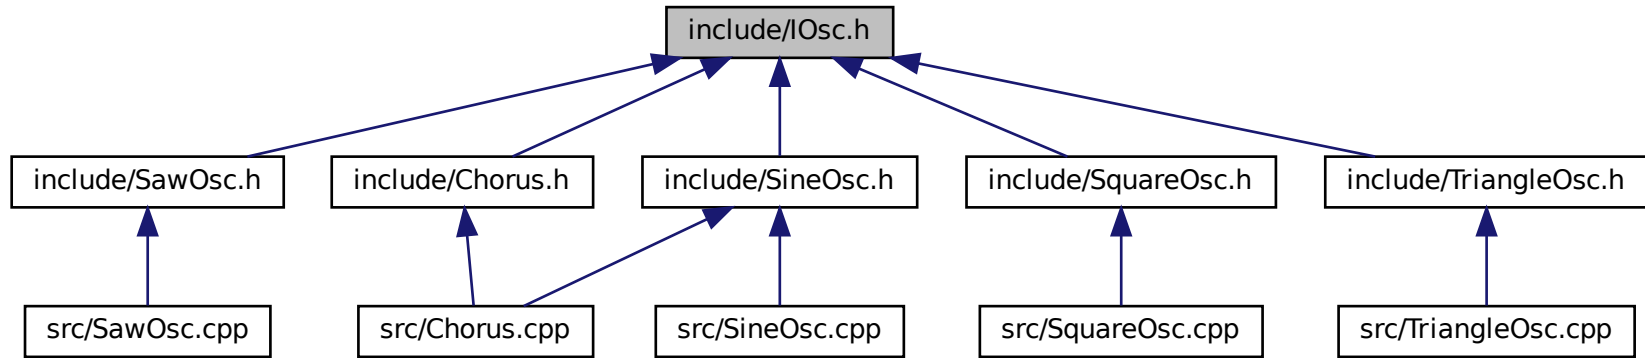 include/IOsc.h
include/SawOsc.h
include/Chorus.h
include/SineOsc.h
include/SquareOsc.h
include/TriangleOsc.h
src/SawOsc.cpp
src/Chorus.cpp
src/SineOsc.cpp
src/SquareOsc.cpp
src/TriangleOsc.cpp